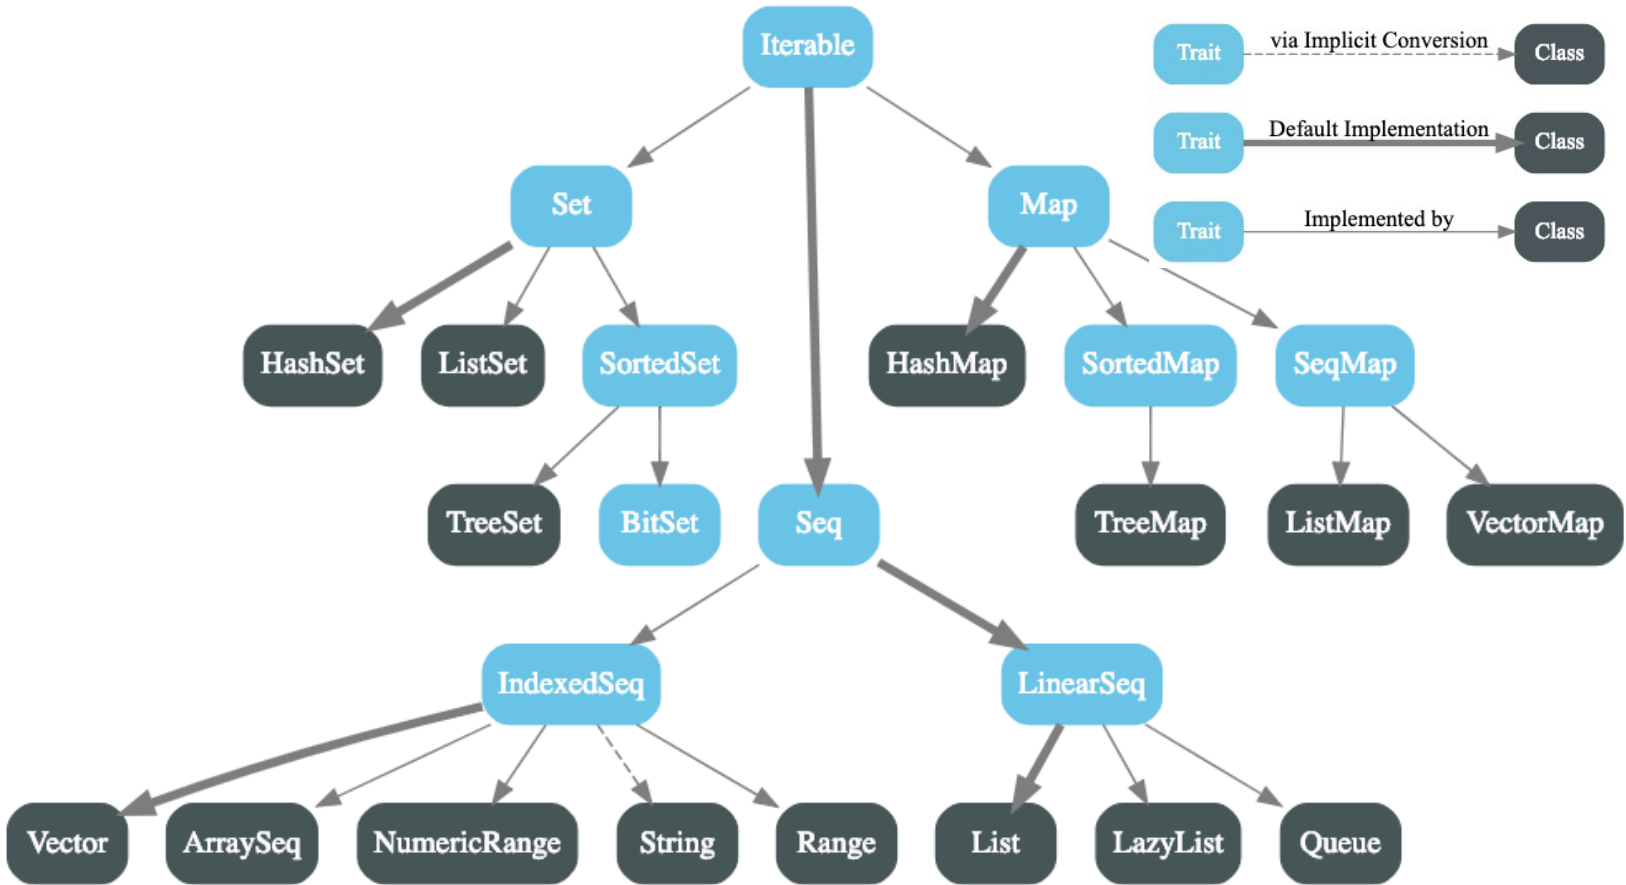 Iterable
via Implicit Conversion
Trait
Class
Default Implementation
Trait
Class
Implemented by
Trait
Class
Set
Map
HashSet
ListSet
SortedSet
HashMap
SortedMap
SeqMap
TreeSet
BitSet
Seq
TreeMap
ListMap
VectorMap
IndexedSeq
LinearSeq
Vector
ArraySeq
NumericRange
String
Range
List
LazyList
Queue